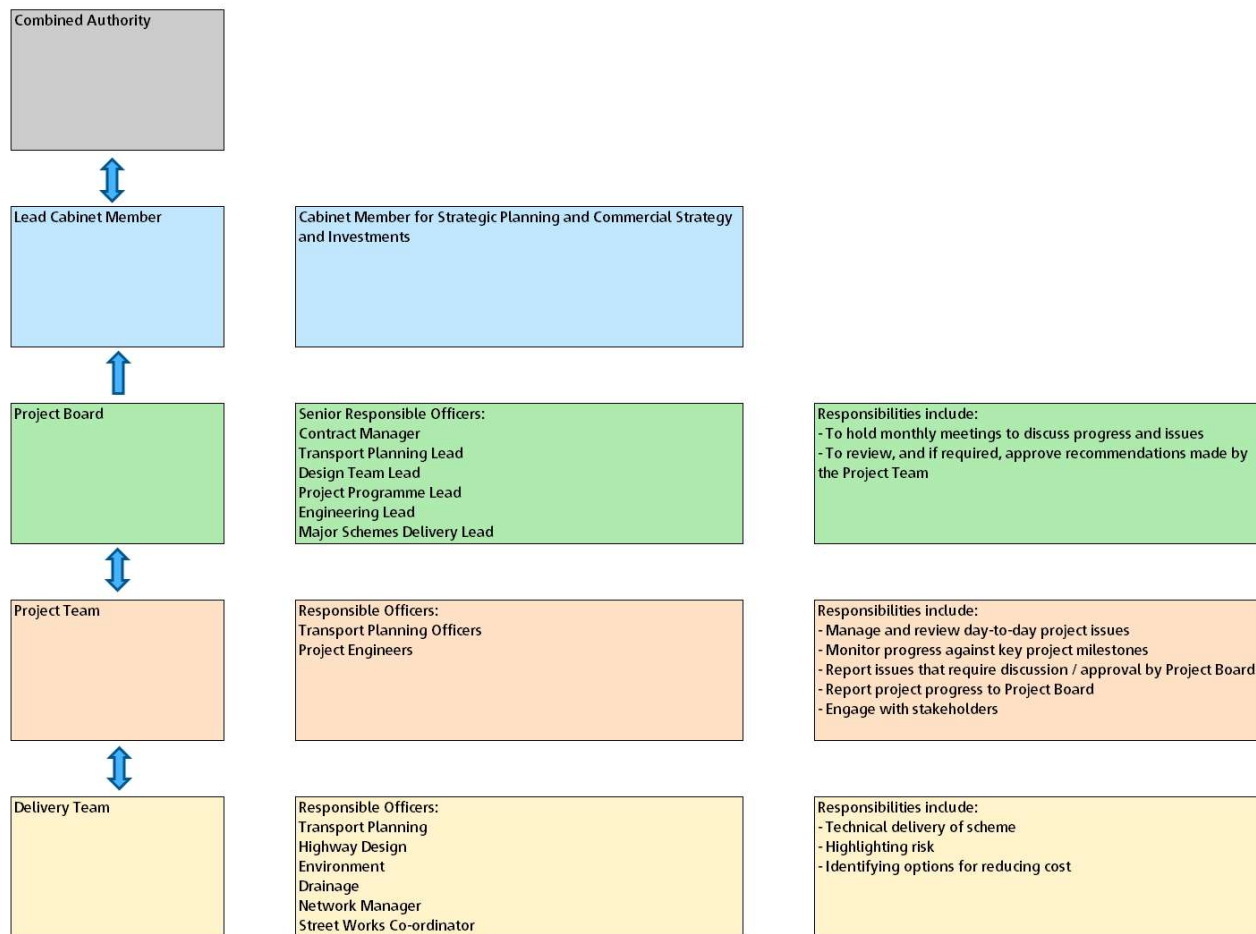 Combined Authority
Lead Cabinet Member
Cabinet Member for Strategic Planning and Commercial Strategy
and Investments
Project Board
Senior Responsible Officers:
Contract Manager
Transport Planning Lead
Design Team Lead
Project Programme Lead
Engineering Lead
Major Schemes Delivery Lead
Responsibilities include:
- To hold monthly meetings to discuss progress and issues
- To review, and if required, approve recommendations made by
the Project Team
Project Team
Responsible Officers:
Transport Planning Officers
Project Engineers
Responsibilities include:
- Manage and review day-to-day project issues
- Monitor progress against key project milestones
- Report issues that require discussion / approval by Project Board
- Report project progress to Project Board
- Engage with stakeholders
Delivery Team
Responsible Officers:
Transport Planning
Highway Design
Environment
Drainage
Network Manager
Street Works Co-ordinator
Responsibilities include:
- Technical delivery of scheme
- Highlighting risk
- Identifying options for reducing cost